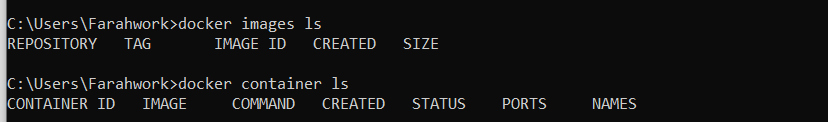 C:\Users\Farahwork>docker images ls
REPOSITORY   TAG       IMAGE ID   CREATED   SIZE
C:\Users\Farahwork>docker container ls
CONTAINER ID   IMAGE     COMMAND   CREATED   STATUS    PORTS     NAMES